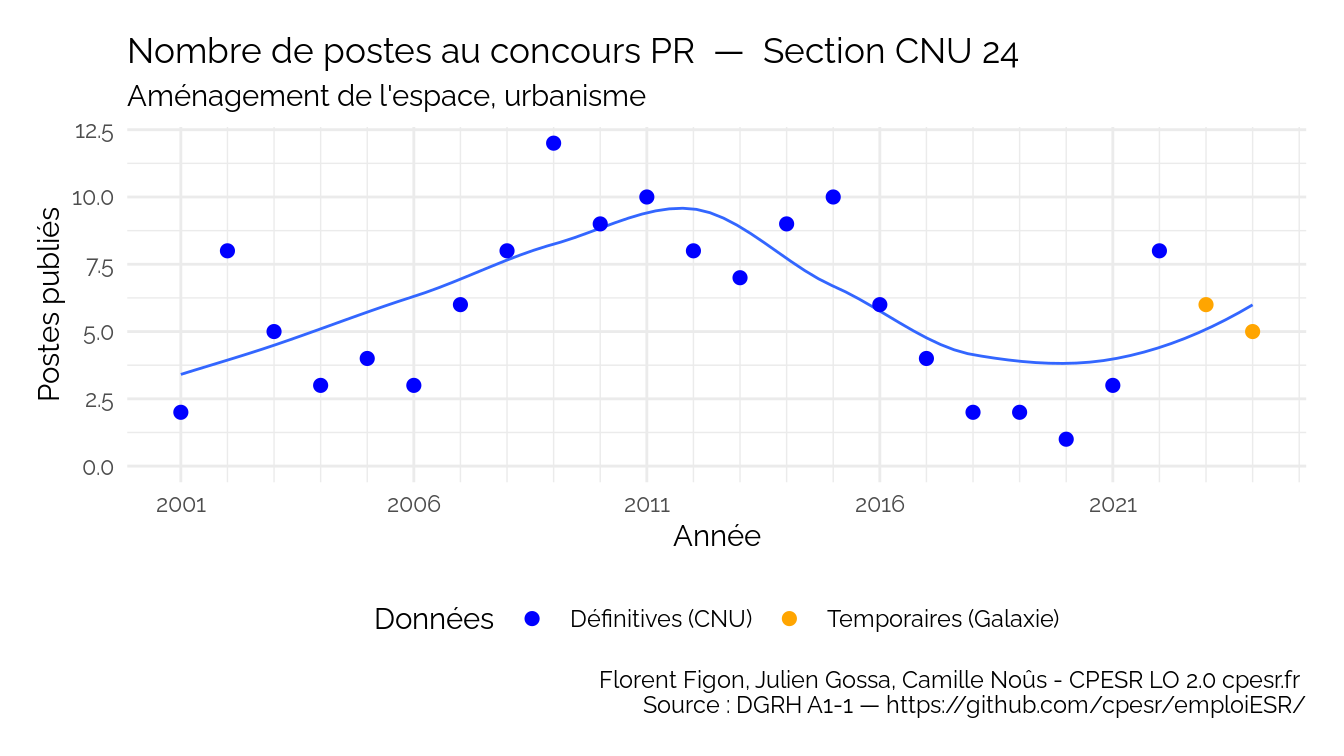 Nombre de postes au concours PR — Section CNU 24
Aménagement de l'espace, urbanisme
12.5
10.0
7.5
5.0
2.5
0.0
Postes publiés
2001 2006 2011 2016 2021
Année
Données Définitives (CNU) Temporaires (Galaxie)
Florent Figon, Julien Gossa, Camille Noûs - CPESR LO 2.0 cpesr.fr
Source : DGRH A1-1 — https://github.com/cpesr/emploiESR/